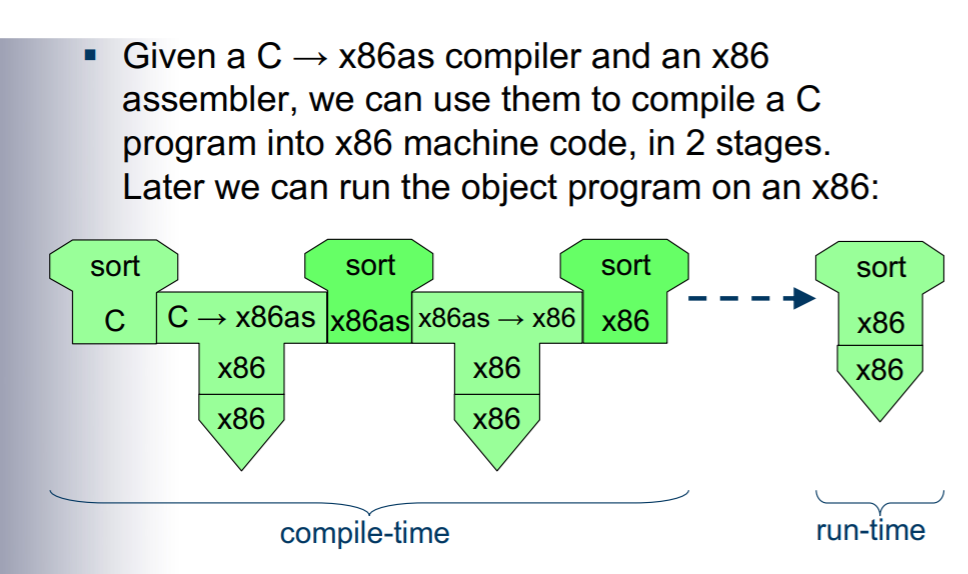 ▪ Given a C → x86as compiler and an x86
assembler, we can use them to compile a C
program into x86 machine code, in 2 stages.
Later we can run the object program on an x86:
sort sort sort sort
C C → x86as x86as x86as → x86 x86 x86
x86 x86 x86
x86 x86
compile-time run-time